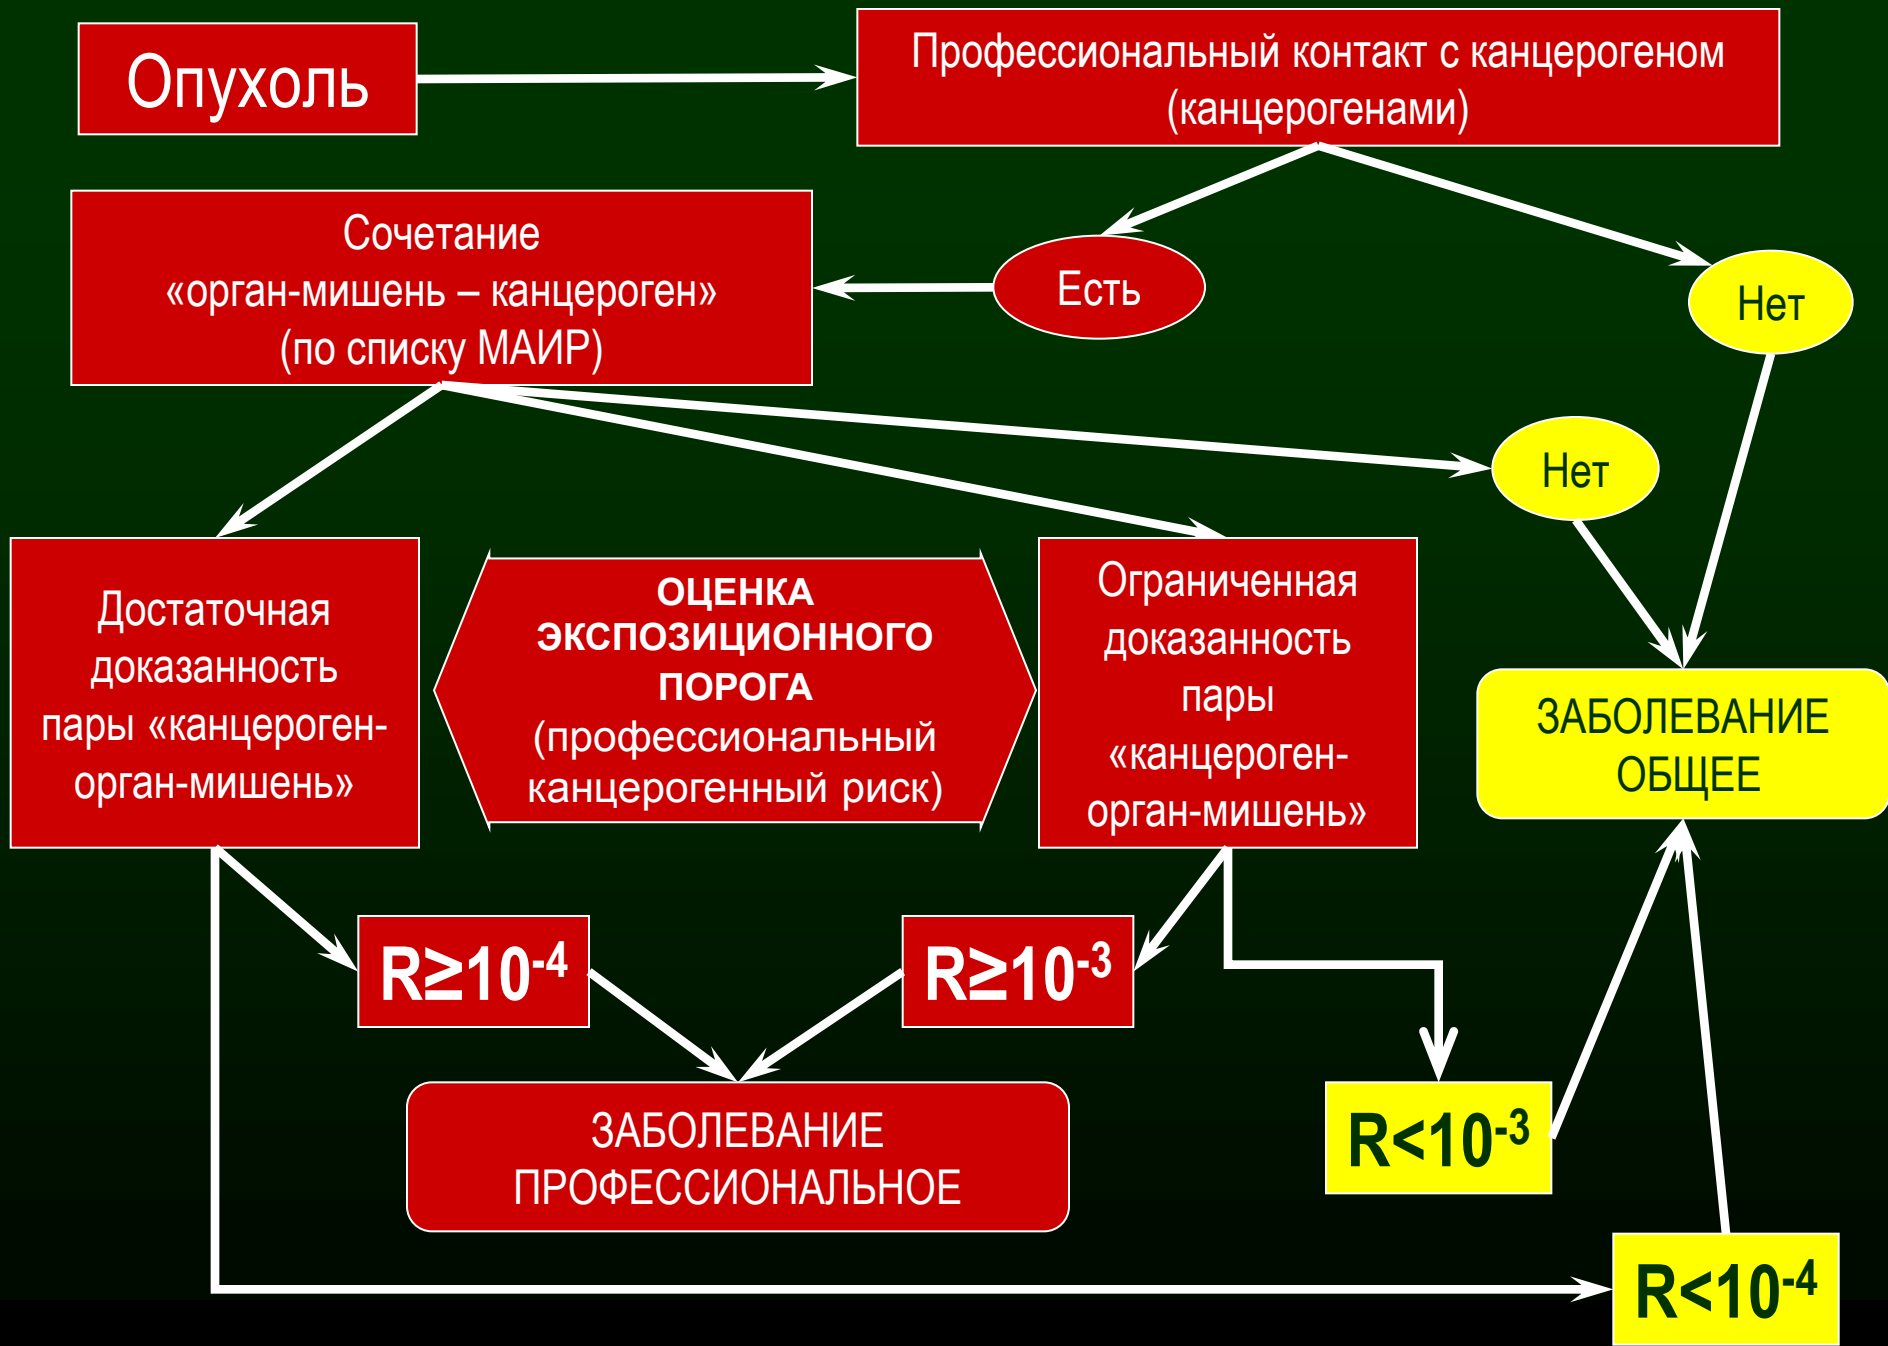 Опухоль
Профессиональный контакт с канцерогеном
(канцерогенами)
Сочетание
«орган-мишень – канцероген»
(по списку МАИР)
Есть
Нет
Нет
Достаточная
доказанность
пары «канцероген-
орган-мишень»
ОЦЕНКА
ЭКСПОЗИЦИОННОГО
ПОРОГА
(профессиональный
канцерогенный риск)
Ограниченная
доказанность
пары
«канцероген-
орган-мишень»
ЗАБОЛЕВАНИЕ
ОБЩЕЕ
R≥10⁻⁴
R≥10⁻³
ЗАБОЛЕВАНИЕ
ПРОФЕССИОНАЛЬНОЕ
R<10⁻³
R<10⁻⁴